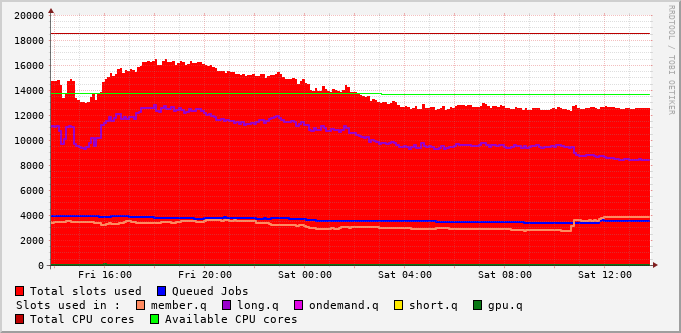 RRDTOOL / TOBI OETIKER
20000
18000
16000
14000
12000
10000
8000
6000
4000
2000
0
Fri 16:00 Fri 20:00 Sat 00:00 Sat 04:00 Sat 08:00 Sat 12:00
Total slots used Queued Jobs
Slots used in : member.q long.q ondemand.q short.q gpu.q
Total CPU cores Available CPU cores